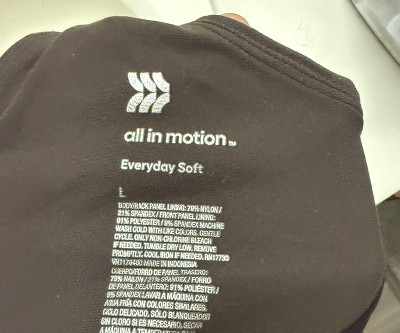 all in motion™
Everyday Soft
L
BODY/BACK PANEL LINING: 79% NYLON/
21% SPANDEX / FRONT PANEL LINING:
91% POLYESTER / 9% SPANDEX MACHINE
WASH COLD WITH LIKE COLORS. GENTLE
CYCLE. ONLY NON-CHLORINE BLEACH
IF NEEDED. TUMBLE DRY LOW. REMOVE
PROMPTLY. COOL IRON IF NEEDED. RN17730
MADE IN INDONESIA
CUERPO/FORRO DE PANEL TRASERO:
79% NAILON / 21% SPANDEX / FORRO
DE PANEL DELANTERO: 91% POLIÉSTER /
9% SPANDEX LAVAR A MÁQUINA CON
AGUA FRÍA CON COLORES SIMILARES,
CICLO DELICADO. SÓLO BLANQUEADOR
SIN CLORO SI ES NECESARIO. SECAR